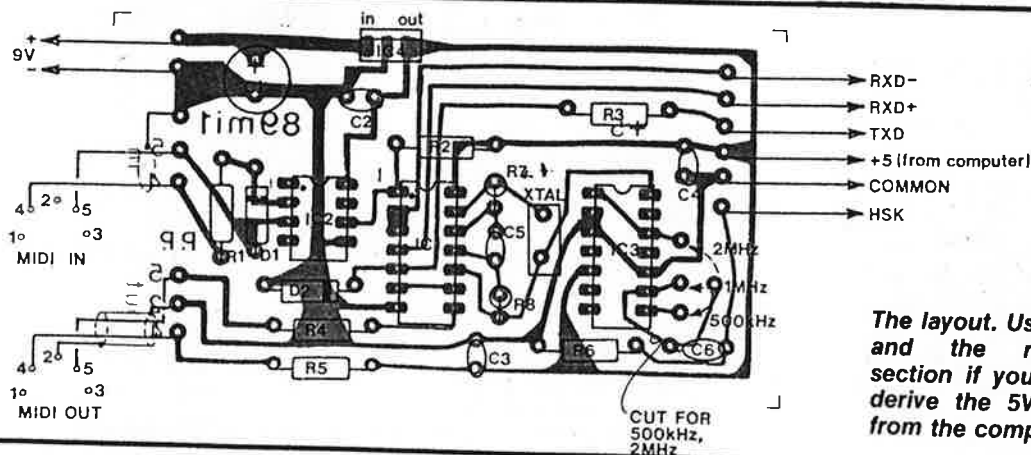 in out
+
9V
-
IC4
89mi1
C2
R3
C
R2
R7
XTAL
C4
C5
IC2
IC
IC3
R1
D1
D2
R8
R4
R5
C3
R6
C6
2MHz
1MHz
500kHz
RXD-
RXD+
TXD
+5 (from computer)
COMMON
HSK
4 2 5
1 3
MIDI IN
4 2 5
1 3
MIDI OUT
CUT FOR
500kHz,
2MHz
The layout. Us
and the
section if you
derive the 5V
from the comp